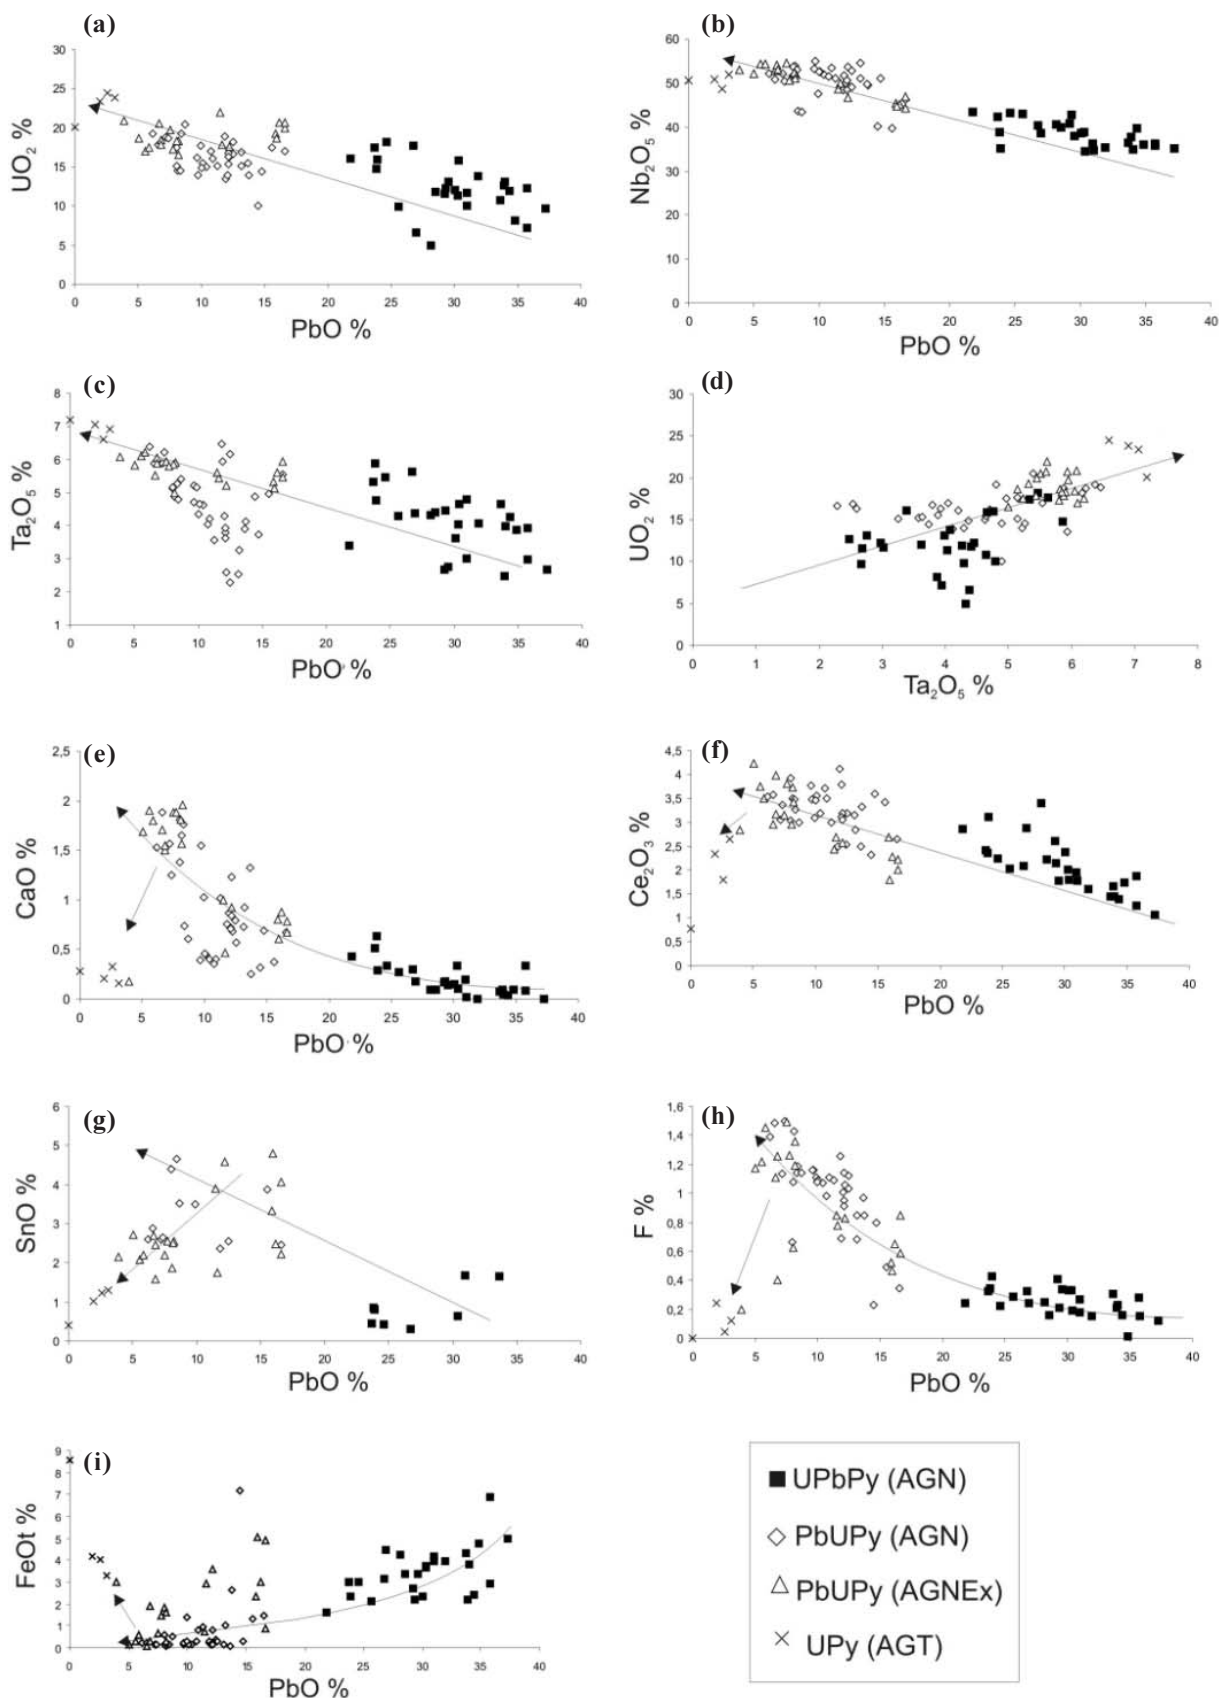 (a)
30
25
20
15
10
5
0
UO2 %
0 5 10 15 20 25 30 35 40
PbO %
(b)
60
50
40
30
20
10
0
Nb2O5 %
0 5 10 15 20 25 30 35 40
PbO %
(c)
8
7
6
5
4
3
2
1
Ta2O5 %
0 5 10 15 20 25 30 35 40
PbO %
(d)
30
25
20
15
10
5
0
UO2 %
1 2 3 4 5 6 7 8
Ta2O5 %
(e)
2,5
2
1,5
1
0,5
0
CaO %
0 5 10 15 20 25 30 35 40
PbO %
(f)
4,5
4
3,5
3
2,5
2
1,5
1
0,5
0
Ce2O3 %
0 5 10 15 20 25 30 35 40
PbO %
(g)
6
5
4
3
2
1
0
SnO %
0 5 10 15 20 25 30 35 40
PbO %
(h)
1,6
1,4
1,2
1
0,8
0,6
0,4
0,2
0
F %
0 5 10 15 20 25 30 35 40
PbO %
(i)
9
8
7
6
5
4
3
2
1
0
FeOt %
0 5 10 15 20 25 30 35 40
PbO %
UPbPy (AGN)
PbUPy (AGN)
PbUPy (AGNEx)
UPy (AGT)